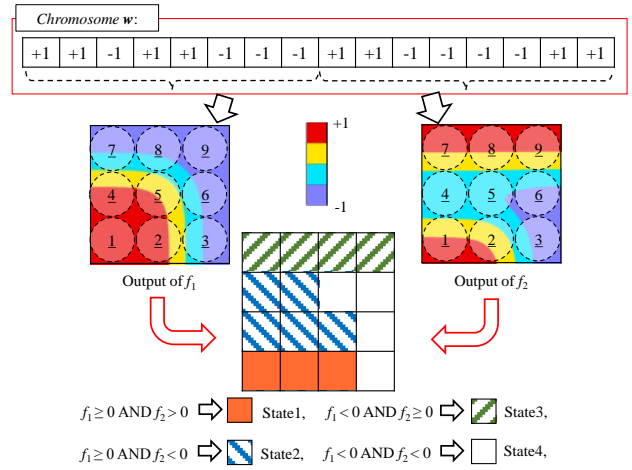 Chromosome w:
+1 +1 -1 +1 +1 -1 -1 -1 +1 +1 -1 -1 -1 -1 +1 +1
+1
-1
7 8 9
4 5 6
1 2 3
7 8 9
4 5 6
1 2 3
Output of f1
Output of f2
f1 ≥ 0 AND f2 > 0 State1, f1 < 0 AND f2 ≥ 0 State3,
f1 ≥ 0 AND f2 < 0 State2, f1 < 0 AND f2 < 0 State4,